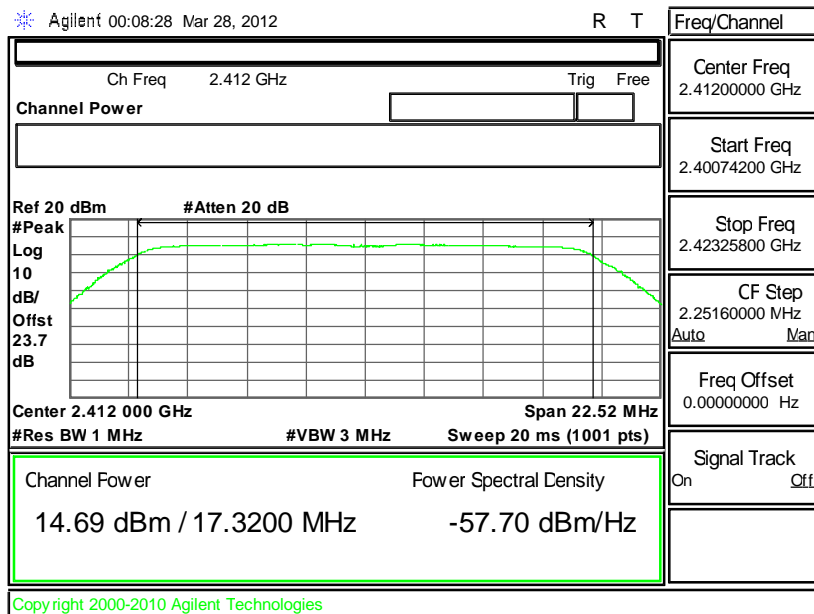 Agilent 00:08:28 Mar 28, 2012 R T
Ch Freq 2.412 GHz Trig Free
Channel Power
Ref 20 dBm #Atten 20 dB
#Peak
Log
10
dB/
Offst
23.7
dB
Center 2.412 000 GHz Span 22.52 MHz
#Res BW 1 MHz #VBW 3 MHz Sweep 20 ms (1001 pts)
Channel Power Power Spectral Density
14.69 dBm / 17.3200 MHz -57.70 dBm/Hz
Copyright 2000-2010 Agilent Technologies
Freq/Channel
Center Freq
2.41200000 GHz
Start Freq
2.40074200 GHz
Stop Freq
2.42325800 GHz
CF Step
2.25160000 MHz
Auto Man
Freq Offset
0.00000000 Hz
Signal Track
On Off